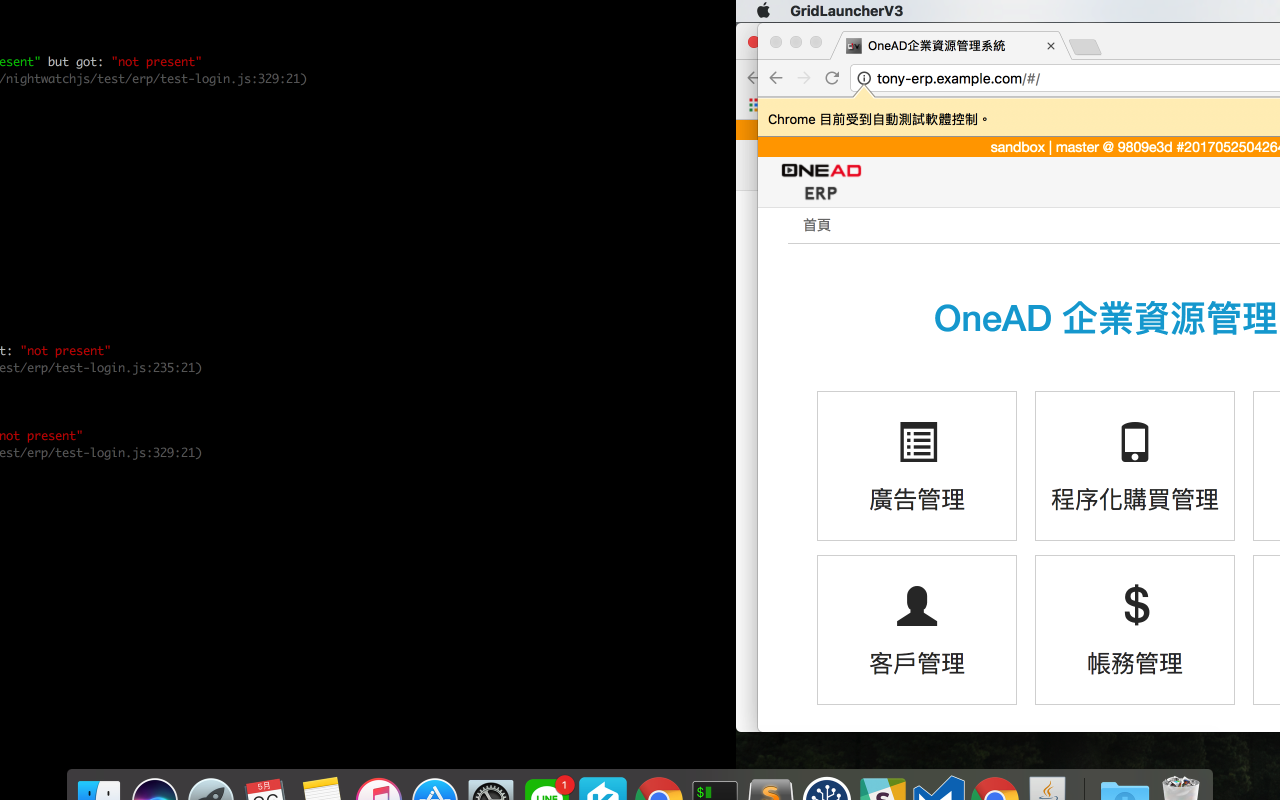 esent" but got: "not present"
/nightwatchjs/test/erp/test-login.js:329:21)
t: "not present"
est/erp/test-login.js:235:21)
not present"
est/erp/test-login.js:329:21)
GridLauncherV3
OneAD企業資源管理系統
tony-erp.example.com/#/
Chrome 目前受到自動測試軟體控制。
sandbox | master @ 9809e3d #2017052504264
ONEAD
ERP
首頁
OneAD 企業資源管理
廣告管理
程序化購買管理
客戶管理
帳務管理
5月
LINE
1
$
S